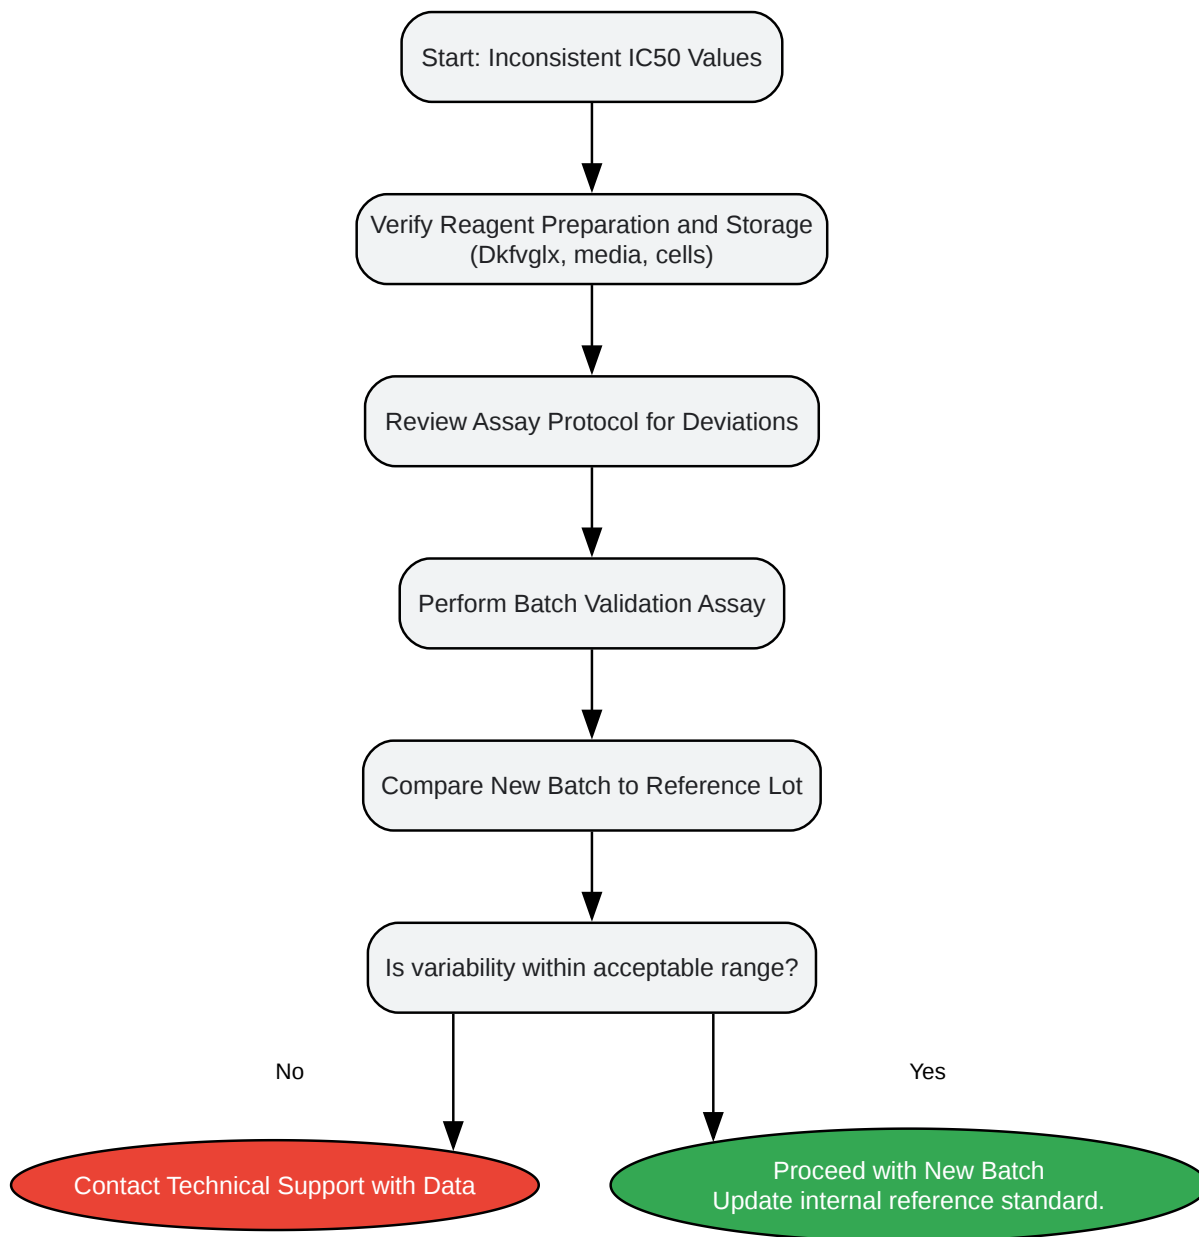 Start: Inconsistent IC50 Values
Verify Reagent Preparation and Storage
(Dkfvglx, media, cells)
Review Assay Protocol for Deviations
Perform Batch Validation Assay
Compare New Batch to Reference Lot
Is variability within acceptable range?
No
Yes
Contact Technical Support with Data
Proceed with New Batch
Update internal reference standard.